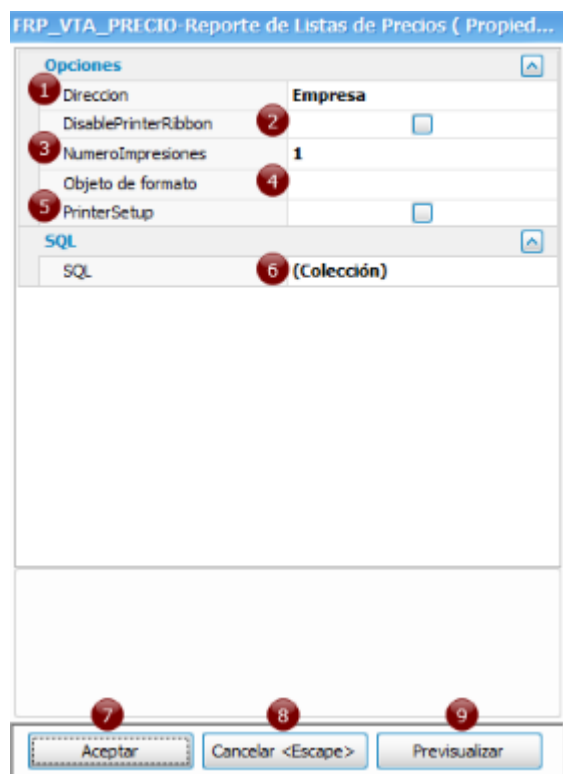 FRP_VTA_PRECIO-Reporte de Listas de Precios ( Propied...
Opciones
1 Direccion Empresa
DisablePrinterRibbon 2
3 NumeroImpresiones 1
Objeto de formato 4
5 PrinterSetup
SQL
SQL 6 (Colección)
7 8 9
Aceptar Cancelar <Escape> Previsualizar